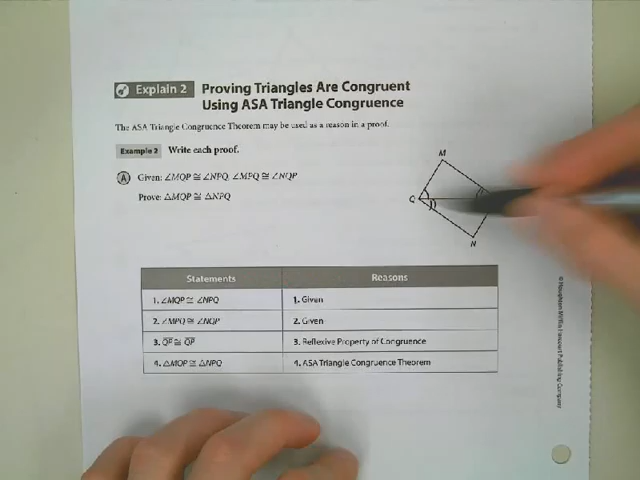 Explain 2 Proving Triangles Are Congruent
Using ASA Triangle Congruence
The ASA Triangle Congruence Theorem may be used as a reason in a proof.
Example 2 Write each proof.
A Given: ∠MQP ≅ ∠NPQ, ∠MPQ ≅ ∠NQP
Prove: △MQP ≅ △NPQ
M
Q
N
Statements Reasons
1. ∠MQP ≅ ∠NPQ 1. Given
2. ∠MPQ ≅ ∠NQP 2. Given
3. QP ≅ QP 3. Reflexive Property of Congruence
4. △MQP ≅ △NPQ 4. ASA Triangle Congruence Theorem
© Houghton Mifflin Harcourt Publishing Company